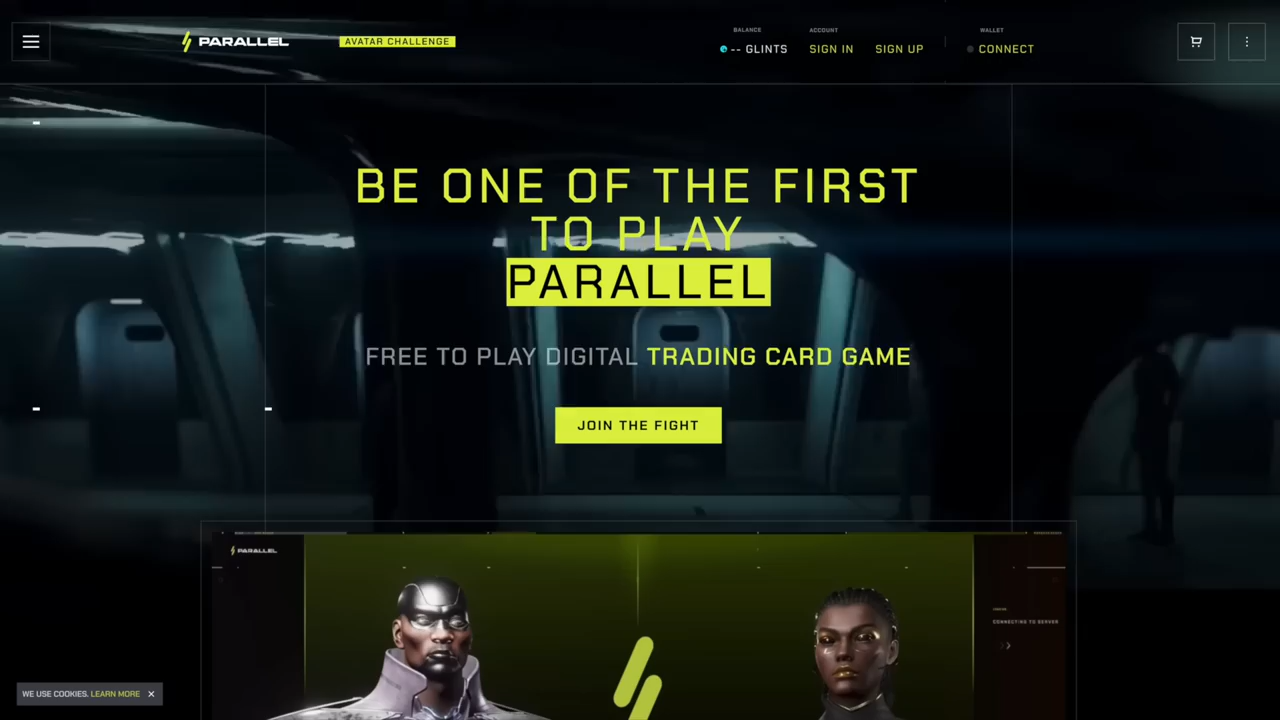 PARALLEL
AVATAR CHALLENGE
BALANCE
-- GLINTS
ACCOUNT
SIGN IN
SIGN UP
WALLET
CONNECT
BE ONE OF THE FIRST
TO PLAY
PARALLEL
FREE TO PLAY DIGITAL TRADING CARD GAME
JOIN THE FIGHT
PARALLEL
CONNECTING TO SERVER
WE USE COOKIES. LEARN MORE